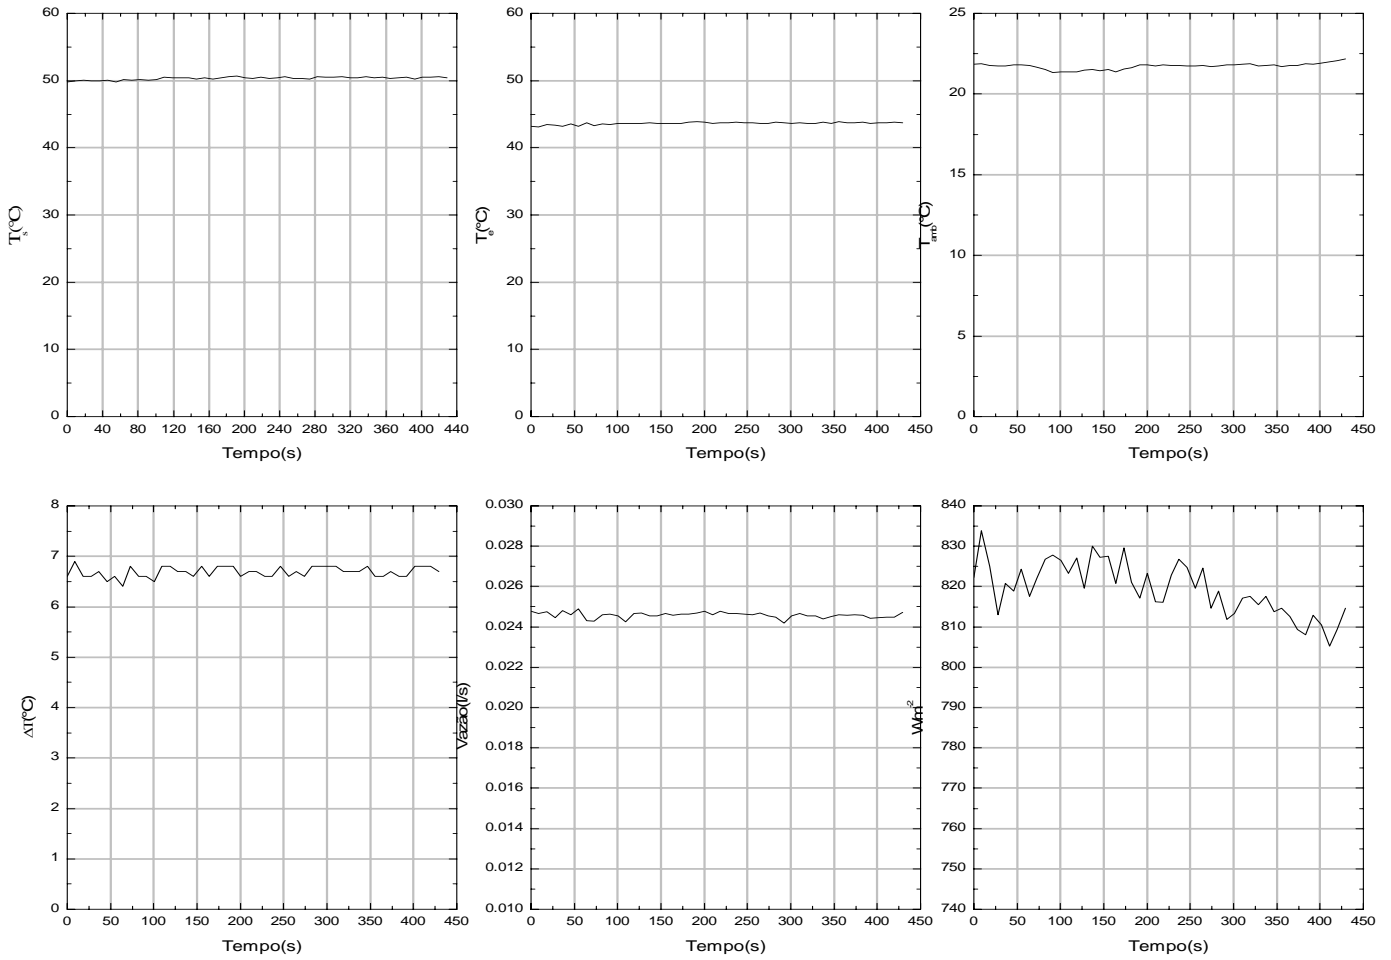 60
50
40
30
20
10
0
T_s(°C)
0 40 80 120 160 200 240 280 320 360 400 440
Tempo(s)
60
50
40
30
20
10
0
T_e(°C)
0 50 100 150 200 250 300 350 400 450
Tempo(s)
25
20
15
10
5
0
T_amb(°C)
0 50 100 150 200 250 300 350 400 450
Tempo(s)
8
7
6
5
4
3
2
1
0
ΔT(°C)
0 50 100 150 200 250 300 350 400 450
Tempo(s)
0.030
0.028
0.026
0.024
0.022
0.020
0.018
0.016
0.014
0.012
0.010
Vazão(l/s)
0 50 100 150 200 250 300 350 400 450
Tempo(s)
840
830
820
810
800
790
780
770
760
750
740
Wm⁻²
0 50 100 150 200 250 300 350 400 450
Tempo(s)